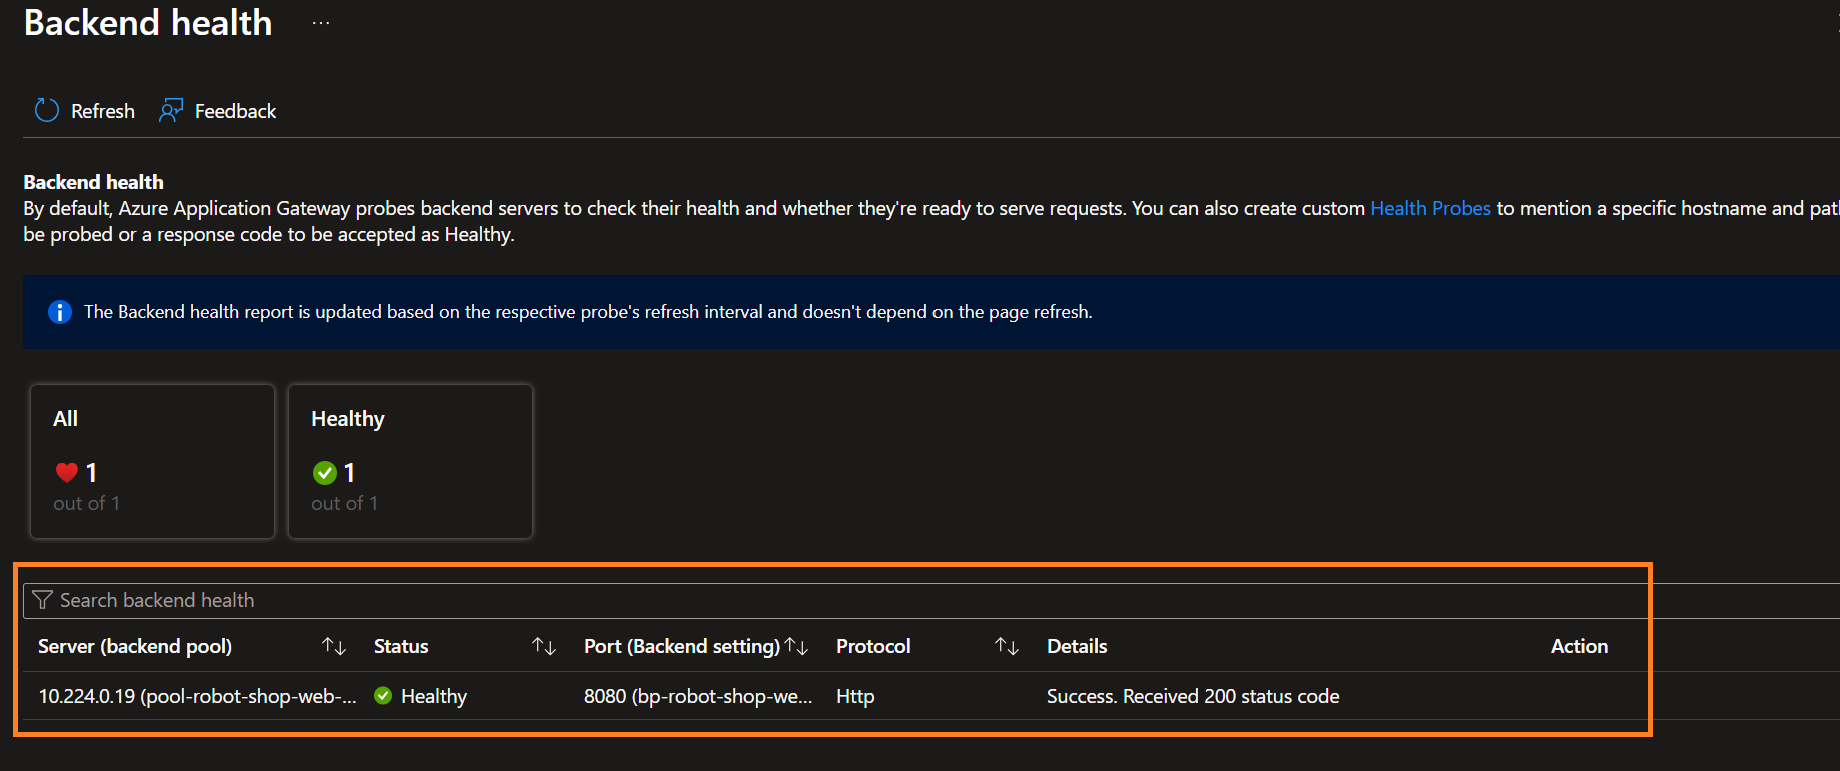 Backend health ...
Refresh Feedback
Backend health
By default, Azure Application Gateway probes backend servers to check their health and whether they're ready to serve requests. You can also create custom Health Probes to mention a specific hostname and
be probed or a response code to be accepted as Healthy.
The Backend health report is updated based on the respective probe's refresh interval and doesn't depend on the page refresh.
All Healthy
1 1
out of 1 out of 1
Search backend health
Server (backend pool) Status Port (Backend setting) Protocol Details Action
10.224.0.19 (pool-robot-shop-web-... Healthy 8080 (bp-robot-shop-we... Http Success. Received 200 status code